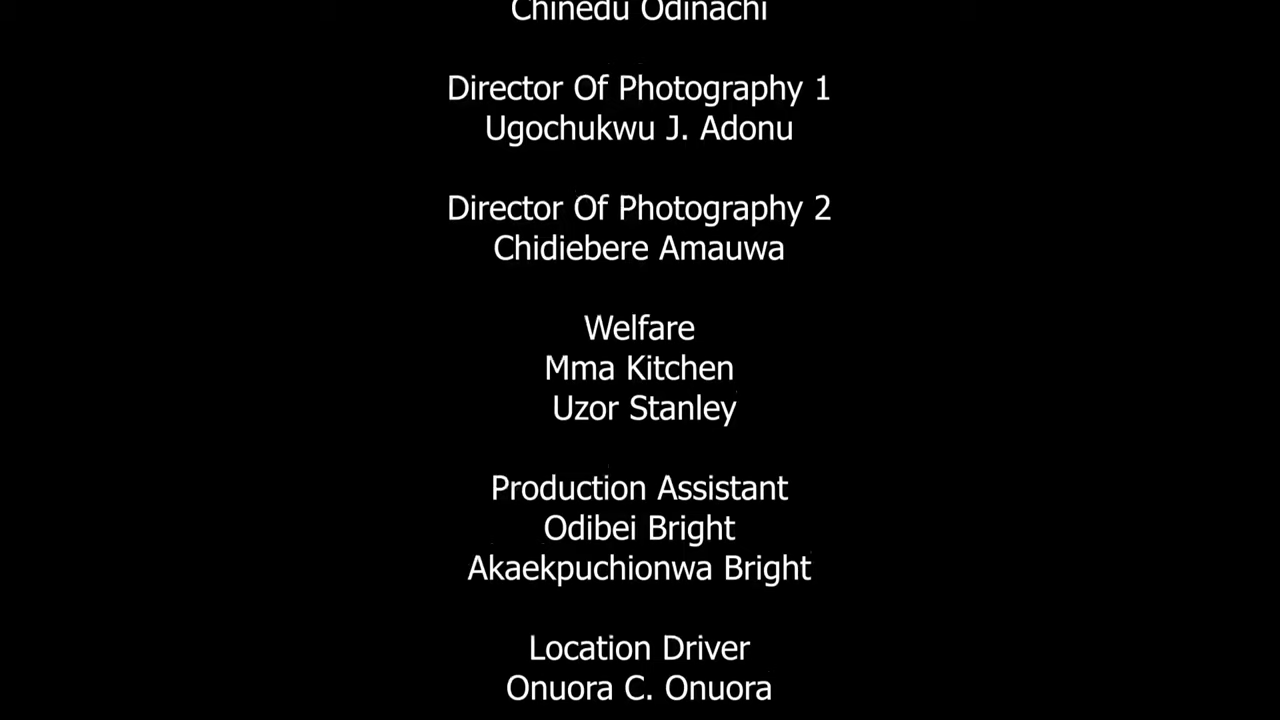 Chinedu Odinachi
Director Of Photography 1
Ugochukwu J. Adonu
Director Of Photography 2
Chidiebere Amauwa
Welfare
Mma Kitchen
Uzor Stanley
Production Assistant
Odibei Bright
Akaekpuchionwa Bright
Location Driver
Onuora C. Onuora